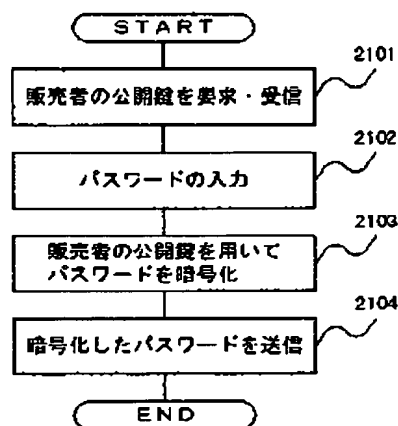 START
2101
販売者の公開鍵を要求・受信
2102
パスワードの入力
2103
販売者の公開鍵を用いて
パスワードを暗号化
2104
暗号化したパスワードを送信
END